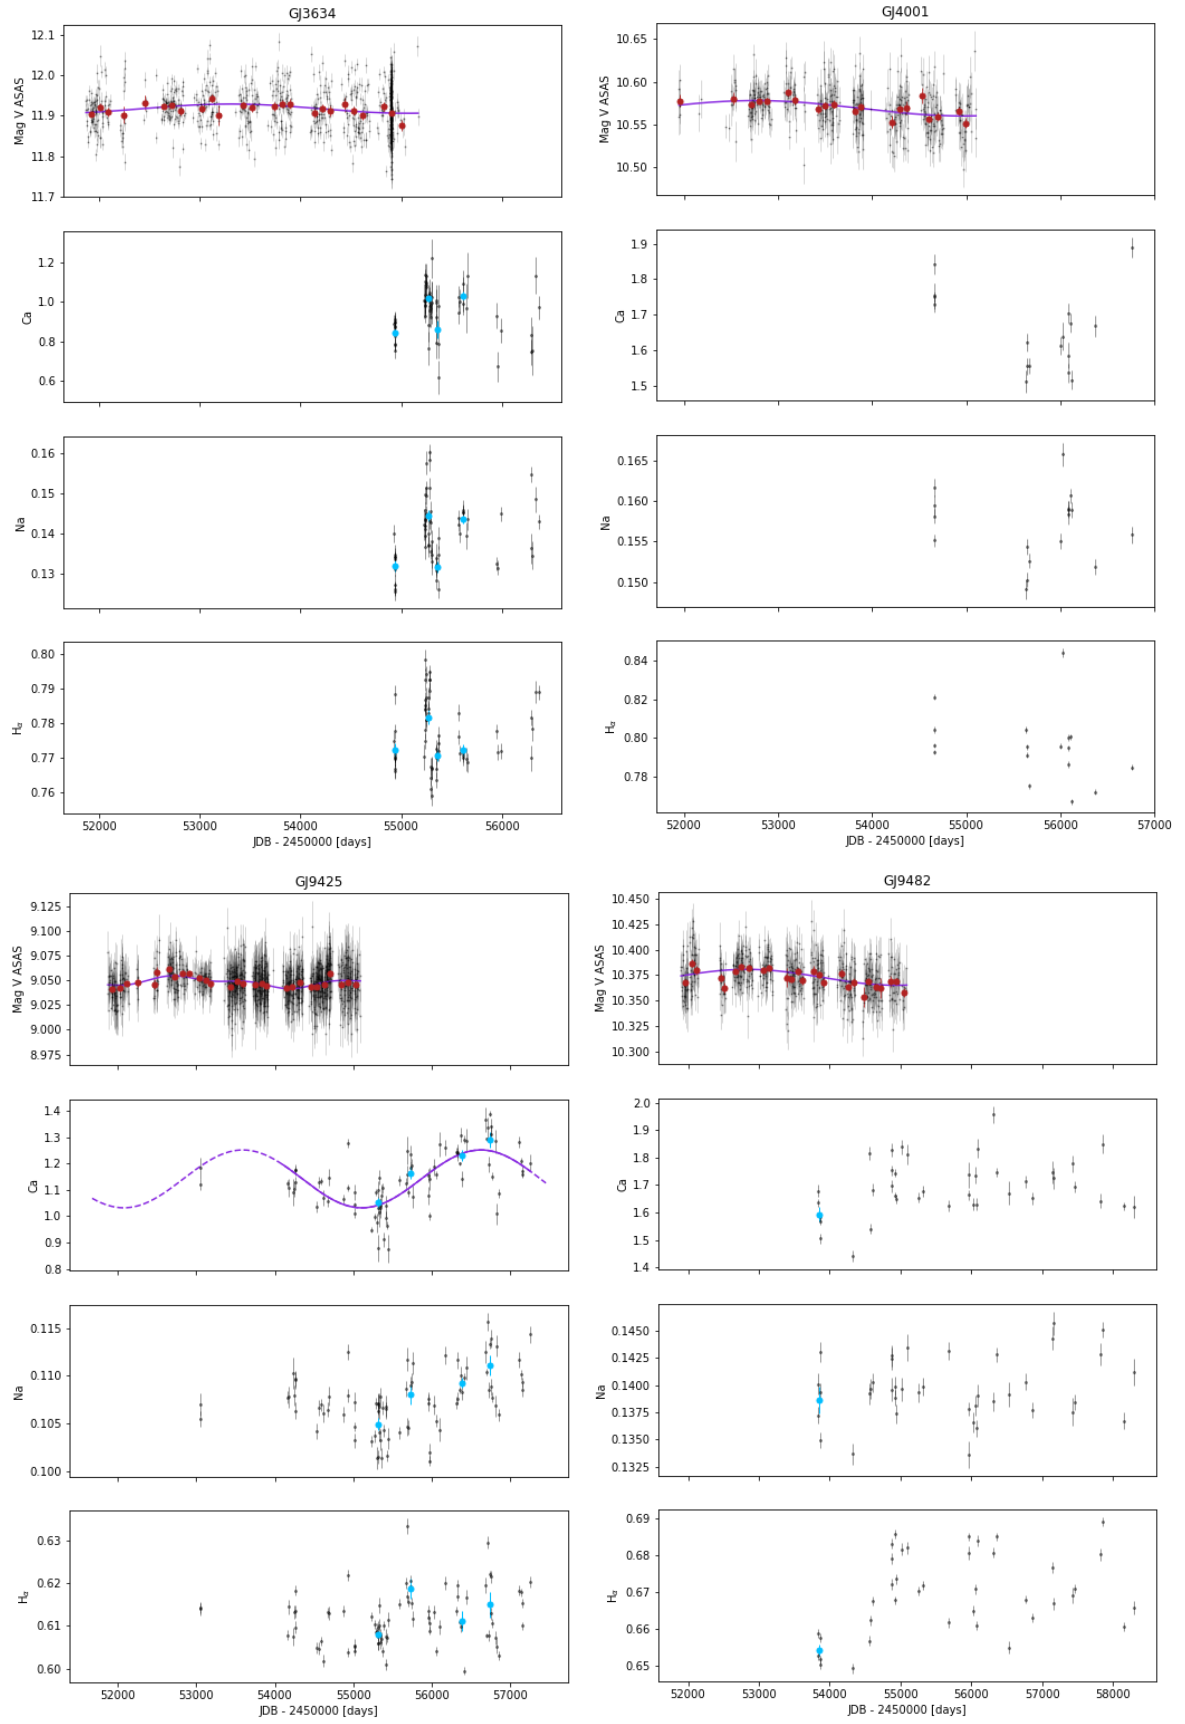 GJ3634
12.1
12.0
11.9
11.8
11.7
Mag V ASAS
1.2
1.0
0.8
0.6
Ca
0.16
0.15
0.14
0.13
Na
0.80
0.79
0.78
0.77
0.76
Hα
52000 53000 54000 55000 56000
JDB - 2450000 [days]
GJ4001
10.65
10.60
10.55
10.50
Mag V ASAS
1.9
1.8
1.7
1.6
1.5
Ca
0.165
0.160
0.155
0.150
Na
0.84
0.82
0.80
0.78
Hα
52000 53000 54000 55000 56000 57000
JDB - 2450000 [days]
GJ9425
9.125
9.100
9.075
9.050
9.025
9.000
8.975
Mag V ASAS
1.4
1.3
1.2
1.1
1.0
0.9
0.8
Ca
0.115
0.110
0.105
0.100
Na
0.63
0.62
0.61
0.60
Hα
52000 53000 54000 55000 56000 57000
JDB - 2450000 [days]
GJ9482
10.450
10.425
10.400
10.375
10.350
10.325
10.300
Mag V ASAS
2.0
1.9
1.8
1.7
1.6
1.5
1.4
Ca
0.1450
0.1425
0.1400
0.1375
0.1350
0.1325
Na
0.69
0.68
0.67
0.66
0.65
Hα
52000 53000 54000 55000 56000 57000 58000
JDB - 2450000 [days]